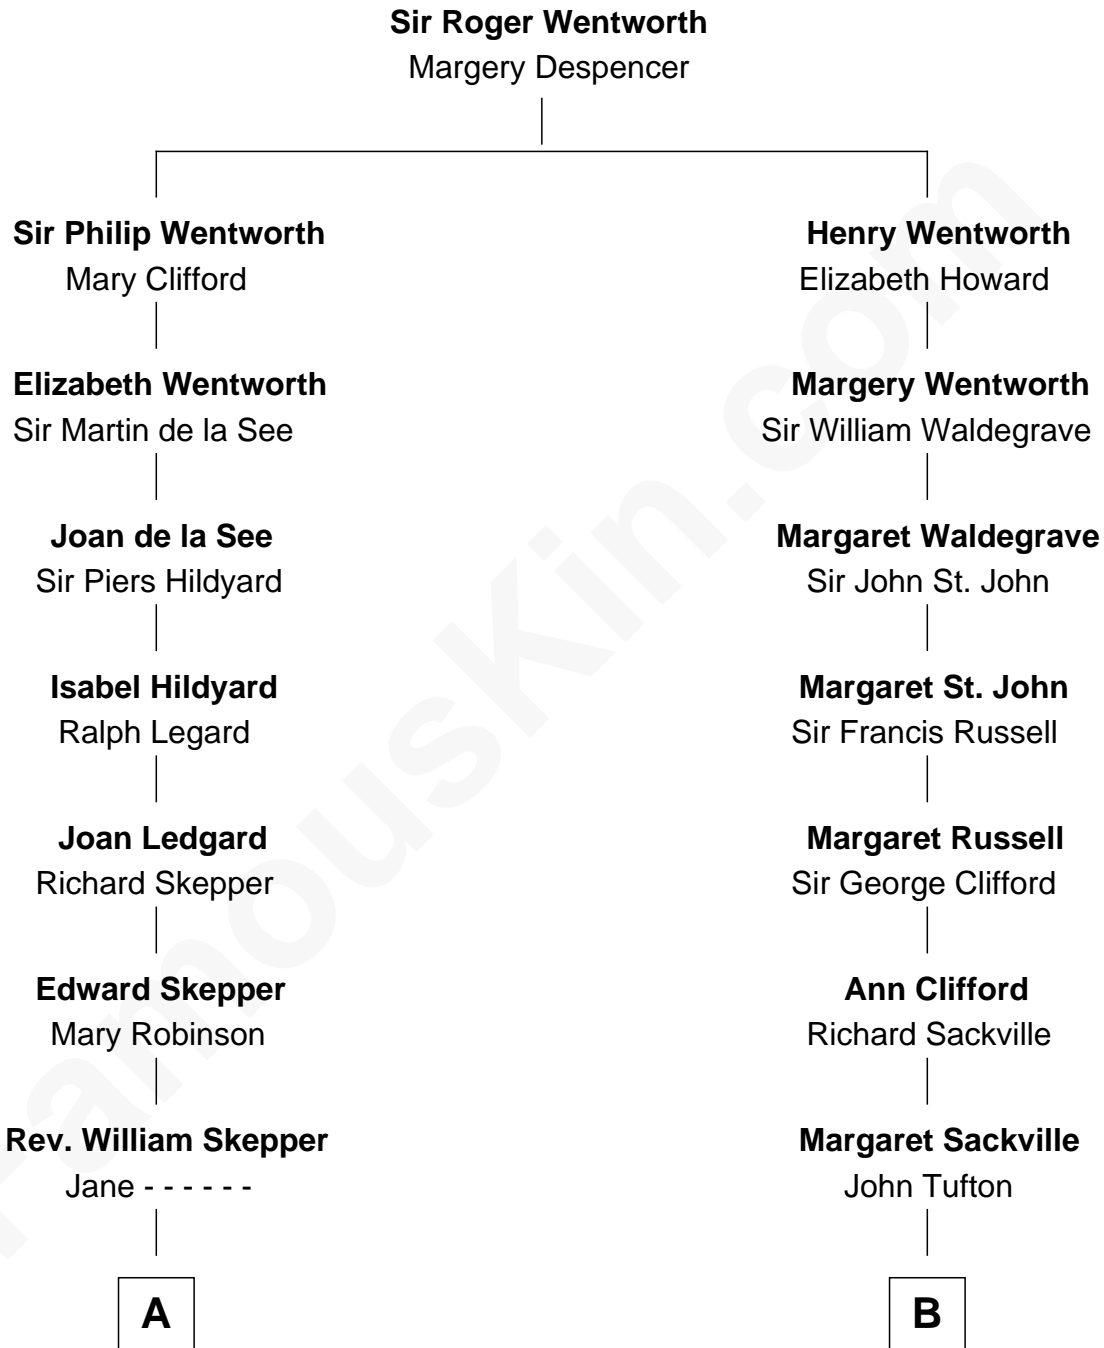 Sir Roger Wentworth
Margery Despencer
Sir Philip Wentworth
Mary Clifford
Henry Wentworth
Elizabeth Howard
Elizabeth Wentworth
Sir Martin de la See
Margery Wentworth
Sir William Waldegrave
Joan de la See
Sir Piers Hildyard
Margaret Waldegrave
Sir John St. John
Isabel Hildyard
Ralph Legard
Margaret St. John
Sir Francis Russell
Joan Ledgard
Richard Skepper
Margaret Russell
Sir George Clifford
Edward Skepper
Mary Robinson
Ann Clifford
Richard Sackville
Rev. William Skepper
Jane - - - - - -
Margaret Sackville
John Tufton
A
B
FamousKin.com